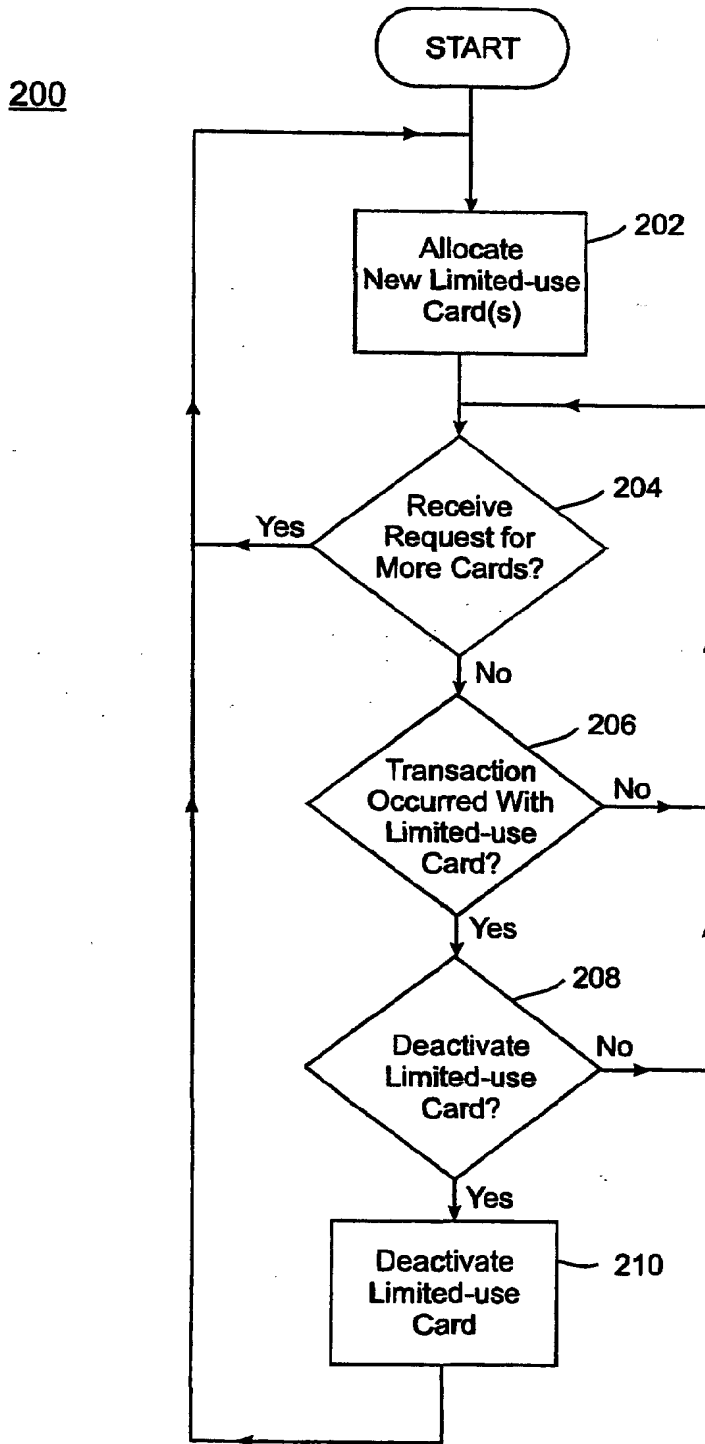 START
200
202
Allocate
New Limited-use
Card(s)
204
Receive
Request for
More Cards?
Yes
No
206
Transaction
Occurred With
Limited-use
Card?
No
Yes
208
Deactivate
Limited-use
Card?
No
Yes
210
Deactivate
Limited-use
Card